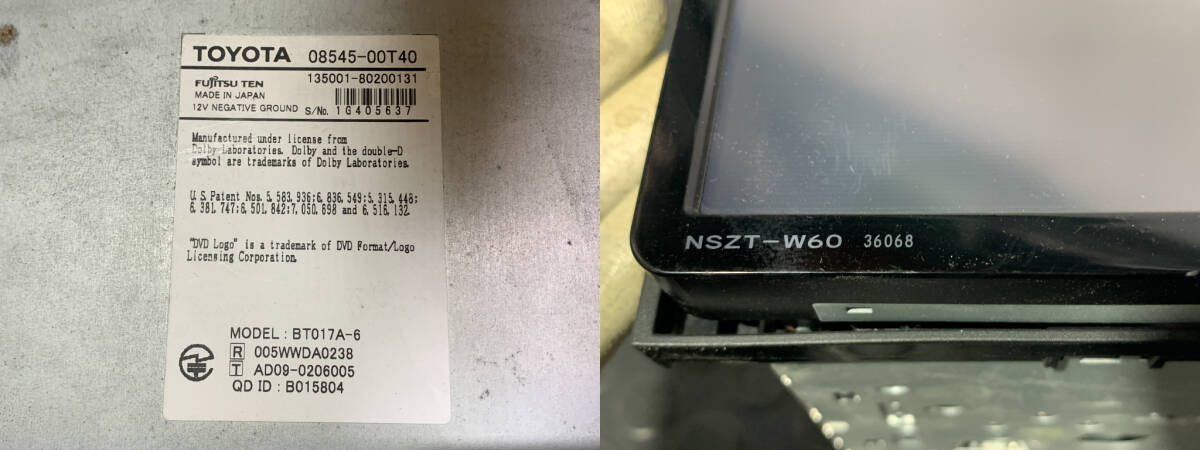 TOYOTA 08545-00T40
FUJITSU TEN 135001-80200131
MADE IN JAPAN
12V NEGATIVE GROUND S/No. 1G405637
Manufactured under license from
Dolby Laboratories. Dolby and the double-D
symbol are trademarks of Dolby Laboratories.
U.S.Patent Nos. 5,583,936;6,836,549;5,315,448;
6,381,747;6,501,842;7,050,698 and 6,516,132.
"DVD Logo" is a trademark of DVD Format/Logo
Licensing Corporation.
MODEL : BT017A-6
R 005WWDA0238
T AD09-0206005
QD ID : B015804
NSZT-W60 36068